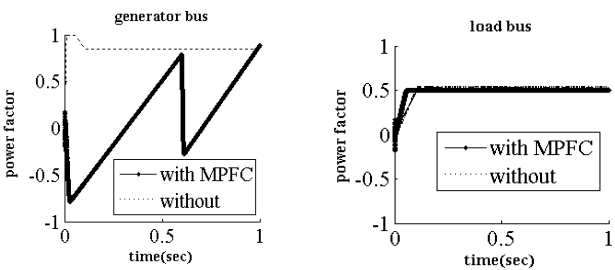 generator bus
1
0.5
0
-0.5
-1
power factor
with MPFC
without
0
0.5
1
time(sec)
load bus
1
0.5
0
-0.5
-1
power factor
with MPFC
without
0
0.5
1
time(sec)